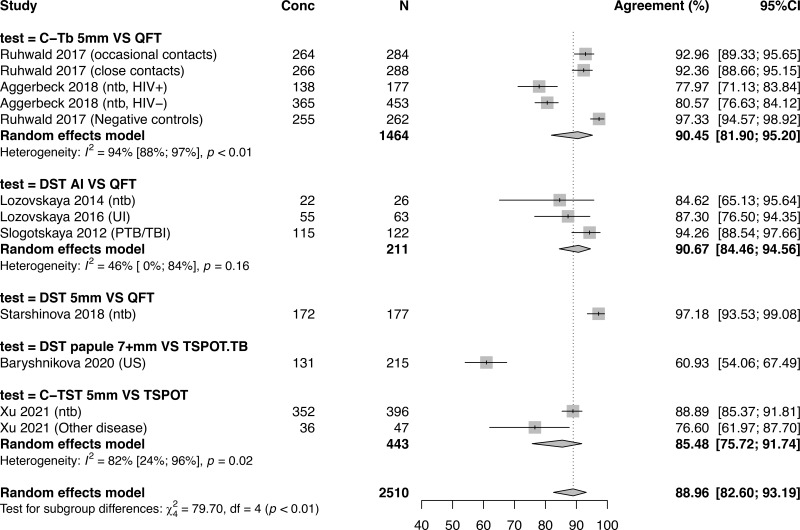 Study Conc N Agreement (%) 95%CI
test = C−Tb 5mm VS QFT
Ruhwald 2017 (occasional contacts) 264 284 92.96 [89.33; 95.65]
Ruhwald 2017 (close contacts) 266 288 92.36 [88.66; 95.15]
Aggerbeck 2018 (ntb, HIV+) 138 177 77.97 [71.13; 83.84]
Aggerbeck 2018 (ntb, HIV−) 365 453 80.57 [76.63; 84.12]
Ruhwald 2017 (Negative controls) 255 262 97.33 [94.57; 98.92]
Random effects model 1464 90.45 [81.90; 95.20]
Heterogeneity: I² = 94% [88%; 97%], p < 0.01
test = DST AI VS QFT
Lozovskaya 2014 (ntb) 22 26 84.62 [65.13; 95.64]
Lozovskaya 2016 (UI) 55 63 87.30 [76.50; 94.35]
Slogotskaya 2012 (PTB/TBI) 115 122 94.26 [88.54; 97.66]
Random effects model 211 90.67 [84.46; 94.56]
Heterogeneity: I² = 46% [ 0%; 84%], p = 0.16
test = DST 5mm VS QFT
Starshinova 2018 (ntb) 172 177 97.18 [93.53; 99.08]
test = DST papule 7+mm VS TSPOT.TB
Baryshnikova 2020 (US) 131 215 60.93 [54.06; 67.49]
test = C−TST 5mm VS TSPOT
Xu 2021 (ntb) 352 396 88.89 [85.37; 91.81]
Xu 2021 (Other disease) 36 47 76.60 [61.97; 87.70]
Random effects model 443 85.48 [75.72; 91.74]
Heterogeneity: I² = 82% [24%; 96%], p = 0.02
Random effects model 2510 88.96 [82.60; 93.19]
Test for subgroup differences: χ²₄ = 79.70, df = 4 (p < 0.01)
40 50 60 70 80 90 100